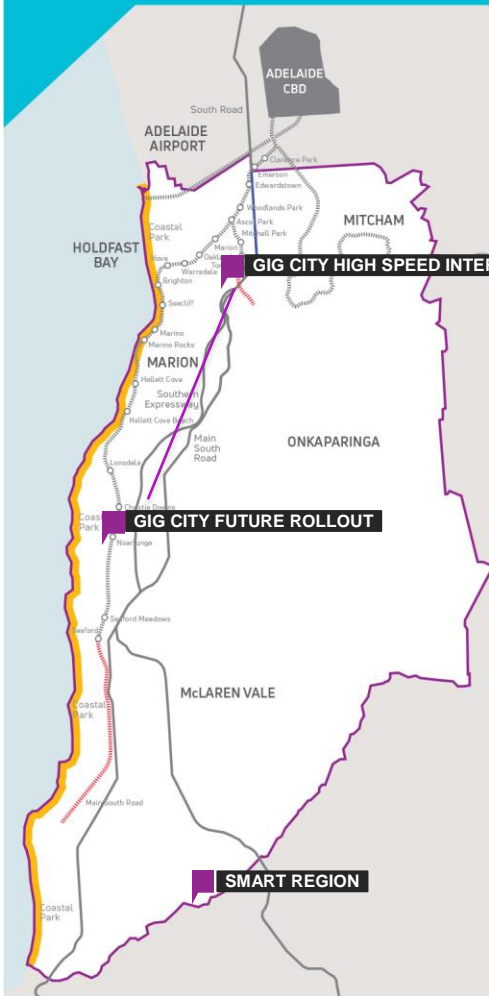 ADELAIDE
CBD
South Road
ADELAIDE
AIRPORT
Clarence Park
Emerson
Edwardstown
Woodlands Park
Ascot Park
Mitchell Park
MITCHAM
Coastal
Park
Marion
HOLDFAST
BAY
Hove
Warradale
GIG CITY HIGH SPEED INTER
Brighton
Seacliff
Marino
Marino Rocks
MARION
Hallett Cove
Southern
Expressway
Hallett Cove Beach
Main
South
Road
ONKAPARINGA
Lonsdale
Christie Downs
Park
GIG CITY FUTURE ROLLOUT
Noarlunga
Seaford Meadows
Seaford
McLAREN VALE
Coastal
Park
Main South Road
SMART REGION
Coastal
Park